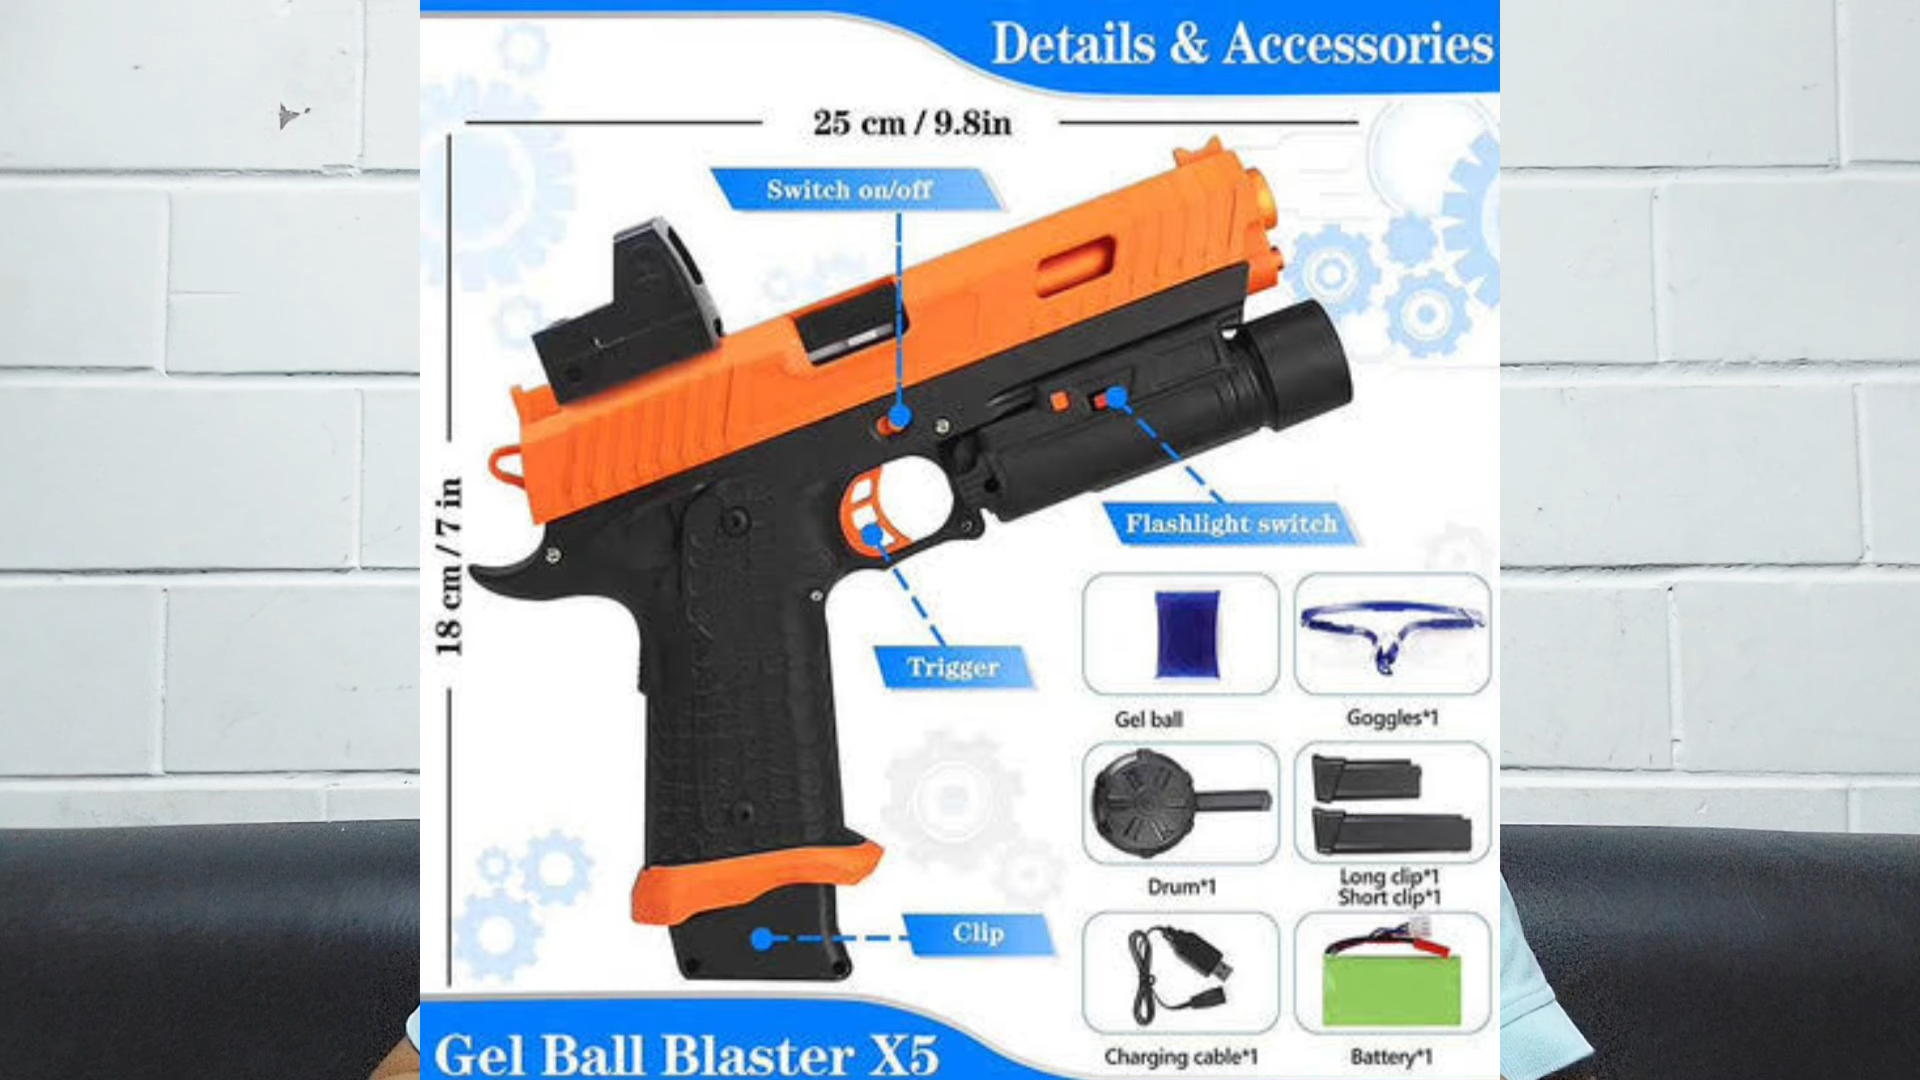 Details & Accessories
25 cm / 9.8in
Switch on/off
18 cm / 7 in
Flashlight switch
Trigger
Gel ball
Goggles*1
Drum*1
Long clip*1
Short clip*1
Clip
Charging cable*1
Battery*1
Gel Ball Blaster X5